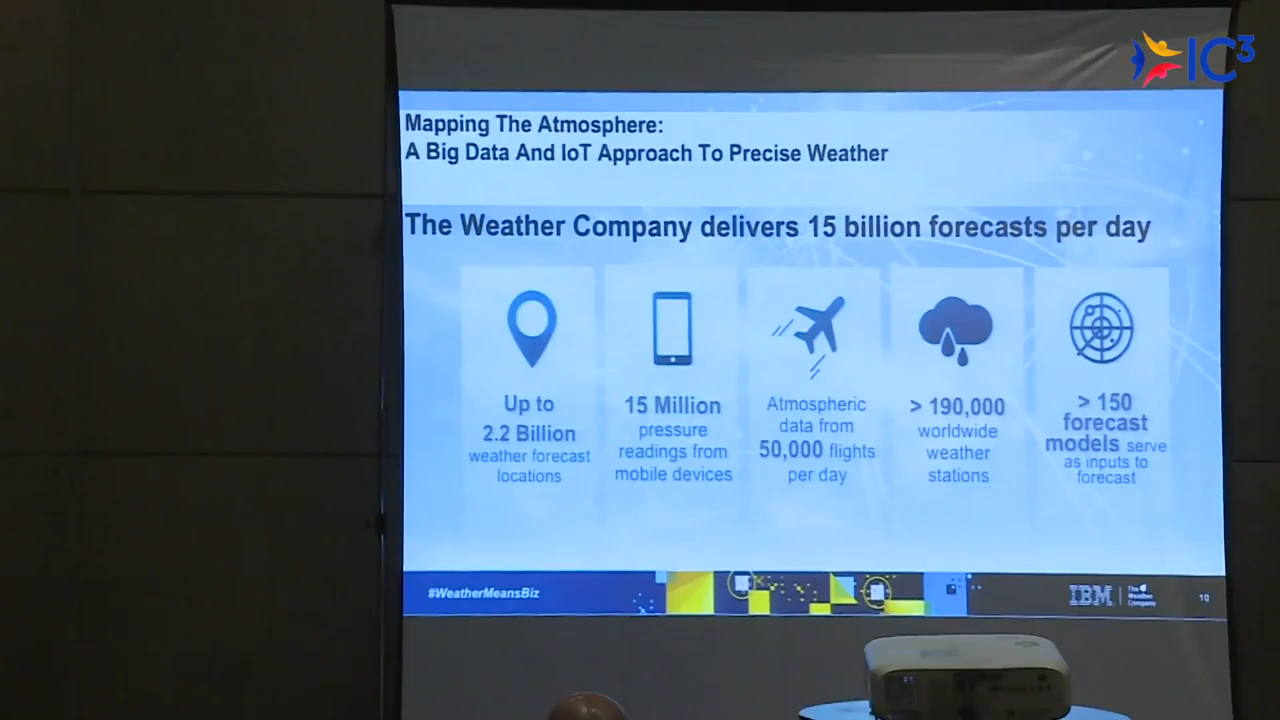 IC³
Mapping The Atmosphere:
A Big Data And IoT Approach To Precise Weather
The Weather Company delivers 15 billion forecasts per day
Up to
2.2 Billion
weather forecast
locations
15 Million
pressure
readings from
mobile devices
Atmospheric
data from
50,000 flights
per day
> 190,000
worldwide
weather
stations
> 150
forecast
models serve
as inputs to
forecast
#WeatherMeansBiz
IBM
The
Weather
Company
10